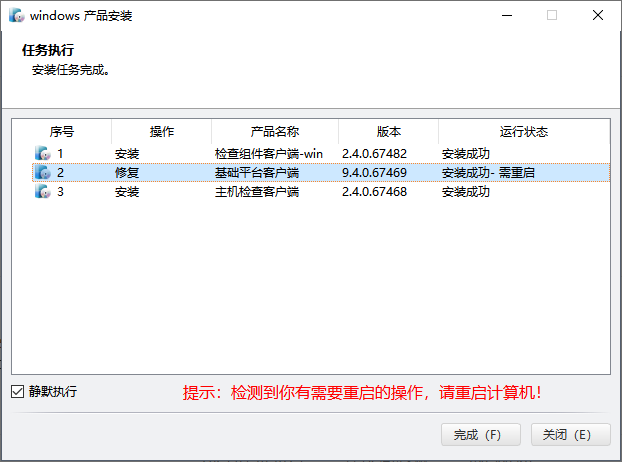 windows 产品安装
任务执行
安装任务完成。
序号 操作 产品名称 版本 运行状态
1 安装 检查组件客户端-win 2.4.0.67482 安装成功
2 修复 基础平台客户端 9.4.0.67469 安装成功- 需重启
3 安装 主机检查客户端 2.4.0.67468 安装成功
静默执行 提示：检测到你有需要重启的操作，请重启计算机！
完成（F） 关闭（E）